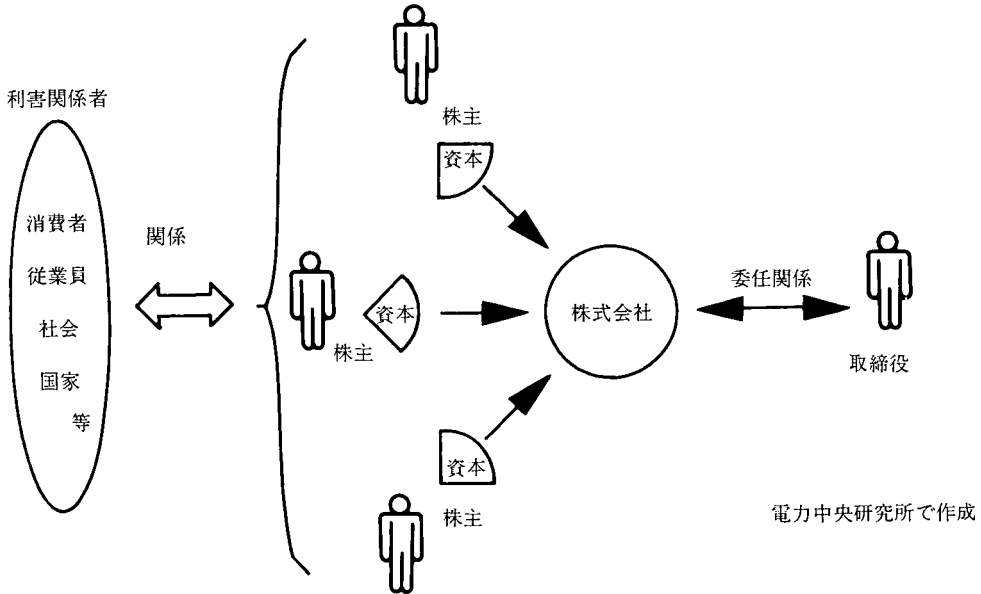 利害関係者
消費者
従業員
社会
国家
等
関係
株主
資本
株主
資本
株主
資本
株式会社
委任関係
取締役
電力中央研究所で作成